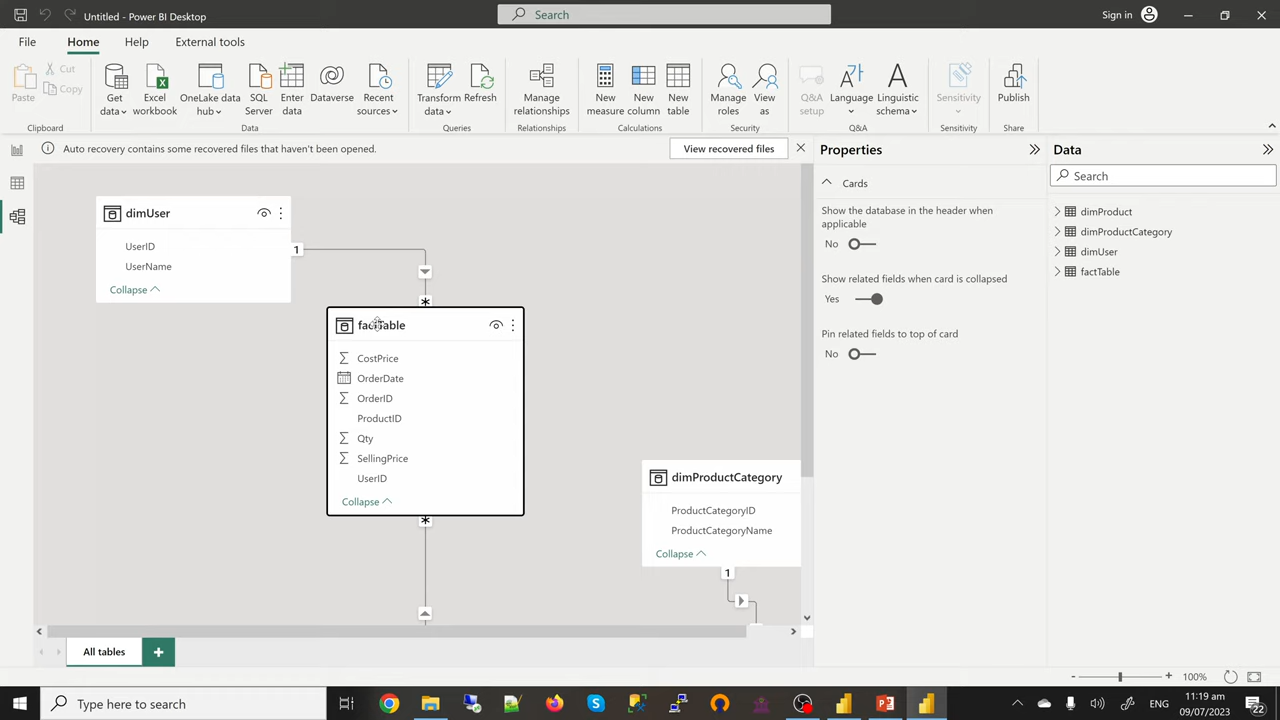 Untitled - Power BI Desktop
Search
Sign in
File
Home
Help
External tools
Paste
Cut
Copy
Get data
Excel workbook
OneLake data hub
SQL Server
Enter data
Dataverse
Recent sources
Transform data
Refresh
Manage relationships
New measure
New column
New table
Manage roles
View as
Q&A setup
Language
Linguistic schema
Sensitivity
Publish
Clipboard
Data
Queries
Relationships
Calculations
Security
Q&A
Sensitivity
Share
Auto recovery contains some recovered files that haven't been opened.
View recovered files
dimUser
UserID
UserName
Collapse
1
*
factTable
CostPrice
OrderDate
OrderID
ProductID
Qty
SellingPrice
UserID
Collapse
*
dimProductCategory
ProductCategoryID
ProductCategoryName
Collapse
1
Properties
Cards
Show the database in the header when
applicable
No
Show related fields when card is collapsed
Yes
Pin related fields to top of card
No
Data
Search
dimProduct
dimProductCategory
dimUser
factTable
All tables
+
- + 100%
Type here to search
ENG
11:19 am
09/07/2023
22